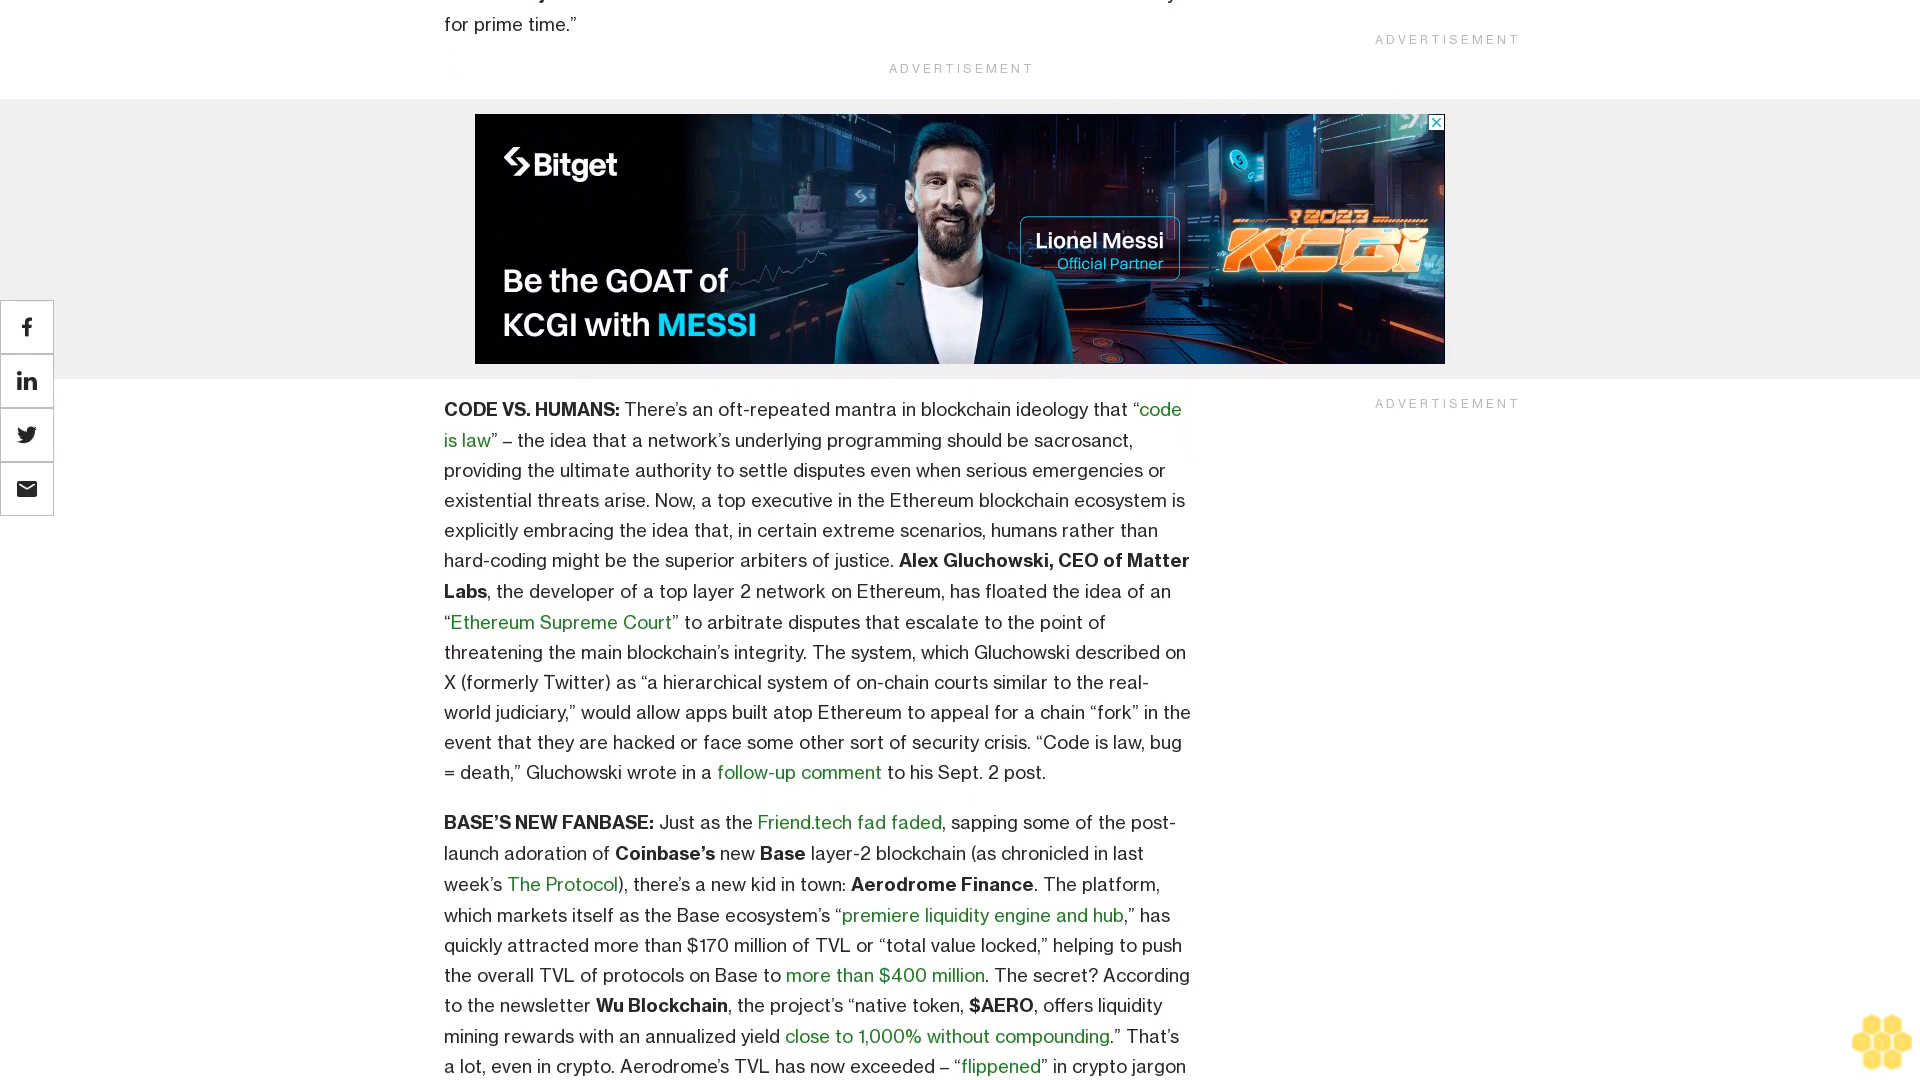 for prime time.”
ADVERTISEMENT
ADVERTISEMENT
Bitget
Be the GOAT of
KCGI with MESSI
Lionel Messi
Official Partner
2023
KCGI
CODE VS. HUMANS: There’s an oft-repeated mantra in blockchain ideology that “code
is law” – the idea that a network’s underlying programming should be sacrosanct,
providing the ultimate authority to settle disputes even when serious emergencies or
existential threats arise. Now, a top executive in the Ethereum blockchain ecosystem is
explicitly embracing the idea that, in certain extreme scenarios, humans rather than
hard-coding might be the superior arbiters of justice. Alex Gluchowski, CEO of Matter
Labs, the developer of a top layer 2 network on Ethereum, has floated the idea of an
“Ethereum Supreme Court” to arbitrate disputes that escalate to the point of
threatening the main blockchain’s integrity. The system, which Gluchowski described on
X (formerly Twitter) as “a hierarchical system of on-chain courts similar to the real-
world judiciary,” would allow apps built atop Ethereum to appeal for a chain “fork” in the
event that they are hacked or face some other sort of security crisis. “Code is law, bug
= death,” Gluchowski wrote in a follow-up comment to his Sept. 2 post.
ADVERTISEMENT
BASE’S NEW FANBASE: Just as the Friend.tech fad faded, sapping some of the post-
launch adoration of Coinbase’s new Base layer-2 blockchain (as chronicled in last
week’s The Protocol), there’s a new kid in town: Aerodrome Finance. The platform,
which markets itself as the Base ecosystem’s “premiere liquidity engine and hub,” has
quickly attracted more than $170 million of TVL or “total value locked,” helping to push
the overall TVL of protocols on Base to more than $400 million. The secret? According
to the newsletter Wu Blockchain, the project’s “native token, $AERO, offers liquidity
mining rewards with an annualized yield close to 1,000% without compounding.” That’s
a lot, even in crypto. Aerodrome’s TVL has now exceeded – “flippened” in crypto jargon